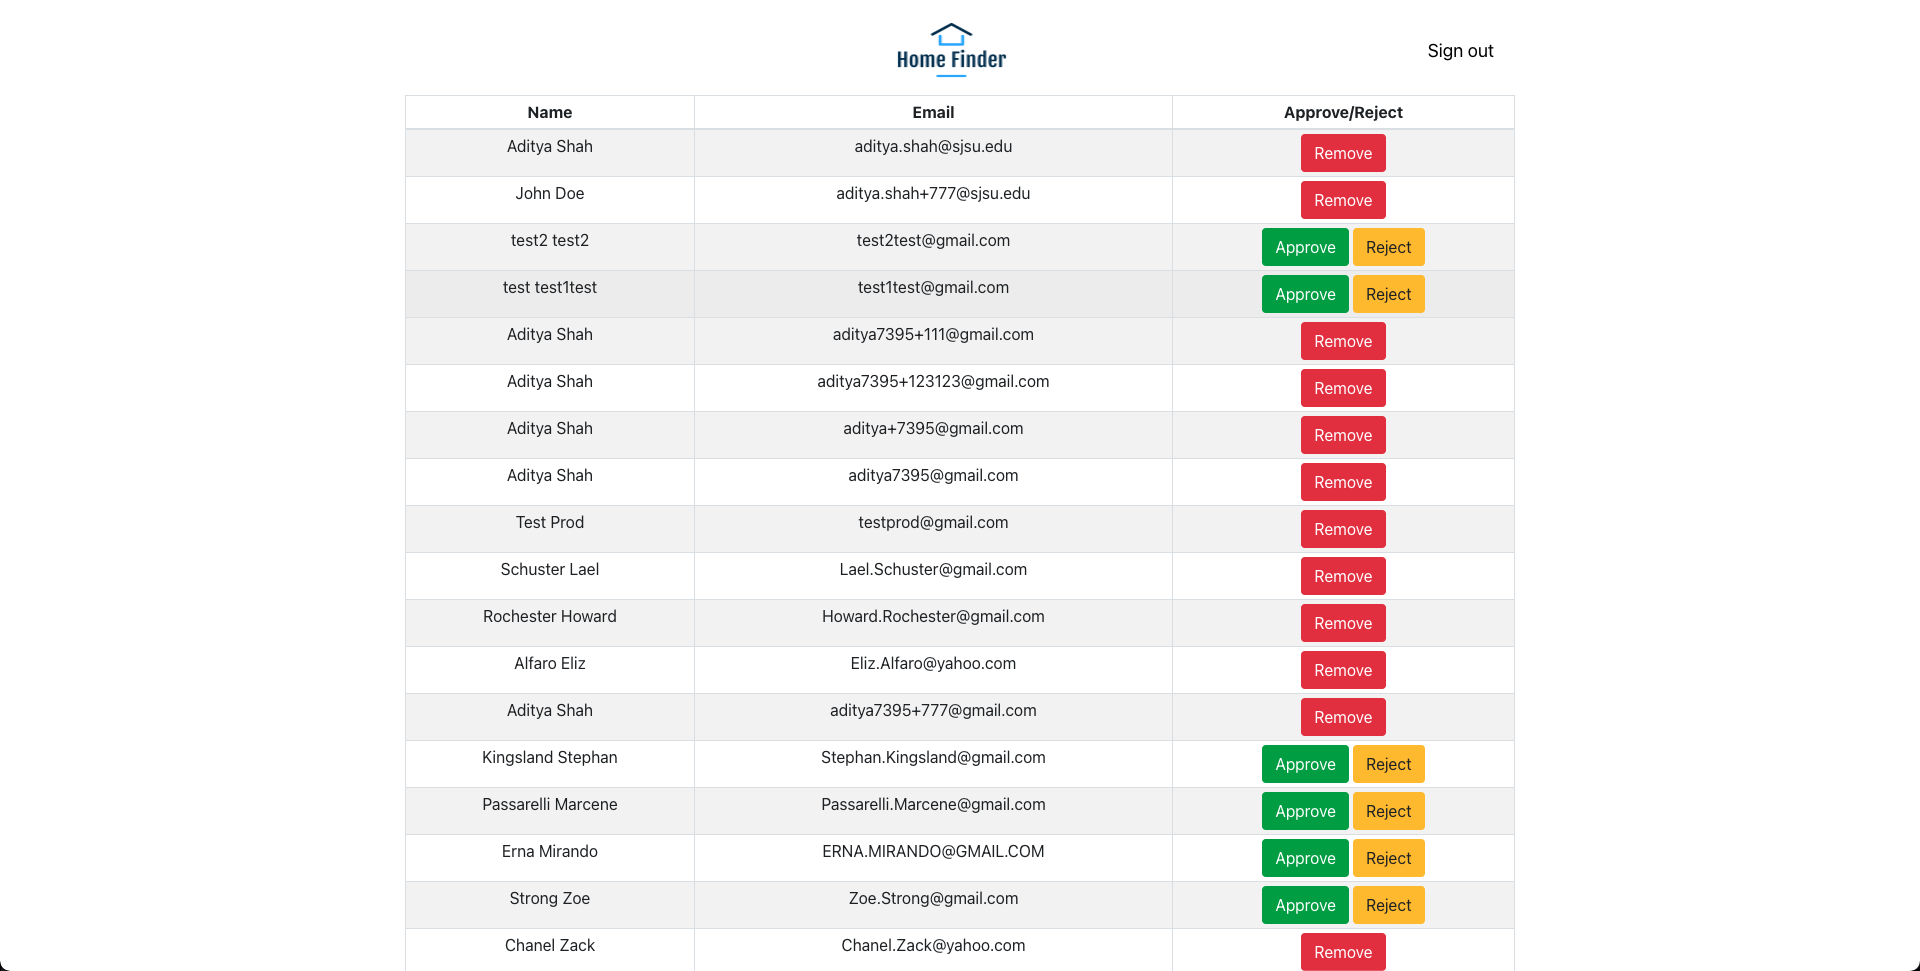 Home Finder
Sign out
Name Email Approve/Reject
Aditya Shah aditya.shah@sjsu.edu Remove
John Doe aditya.shah+777@sjsu.edu Remove
test2 test2 test2test@gmail.com Approve Reject
test test1test test1test@gmail.com Approve Reject
Aditya Shah aditya7395+111@gmail.com Remove
Aditya Shah aditya7395+123123@gmail.com Remove
Aditya Shah aditya+7395@gmail.com Remove
Aditya Shah aditya7395@gmail.com Remove
Test Prod testprod@gmail.com Remove
Schuster Lael Lael.Schuster@gmail.com Remove
Rochester Howard Howard.Rochester@gmail.com Remove
Alfaro Eliz Eliz.Alfaro@yahoo.com Remove
Aditya Shah aditya7395+777@gmail.com Remove
Kingsland Stephan Stephan.Kingsland@gmail.com Approve Reject
Passarelli Marcene Passarelli.Marcene@gmail.com Approve Reject
Erna Mirando ERNA.MIRANDO@GMAIL.COM Approve Reject
Strong Zoe Zoe.Strong@gmail.com Approve Reject
Chanel Zack Chanel.Zack@yahoo.com Remove